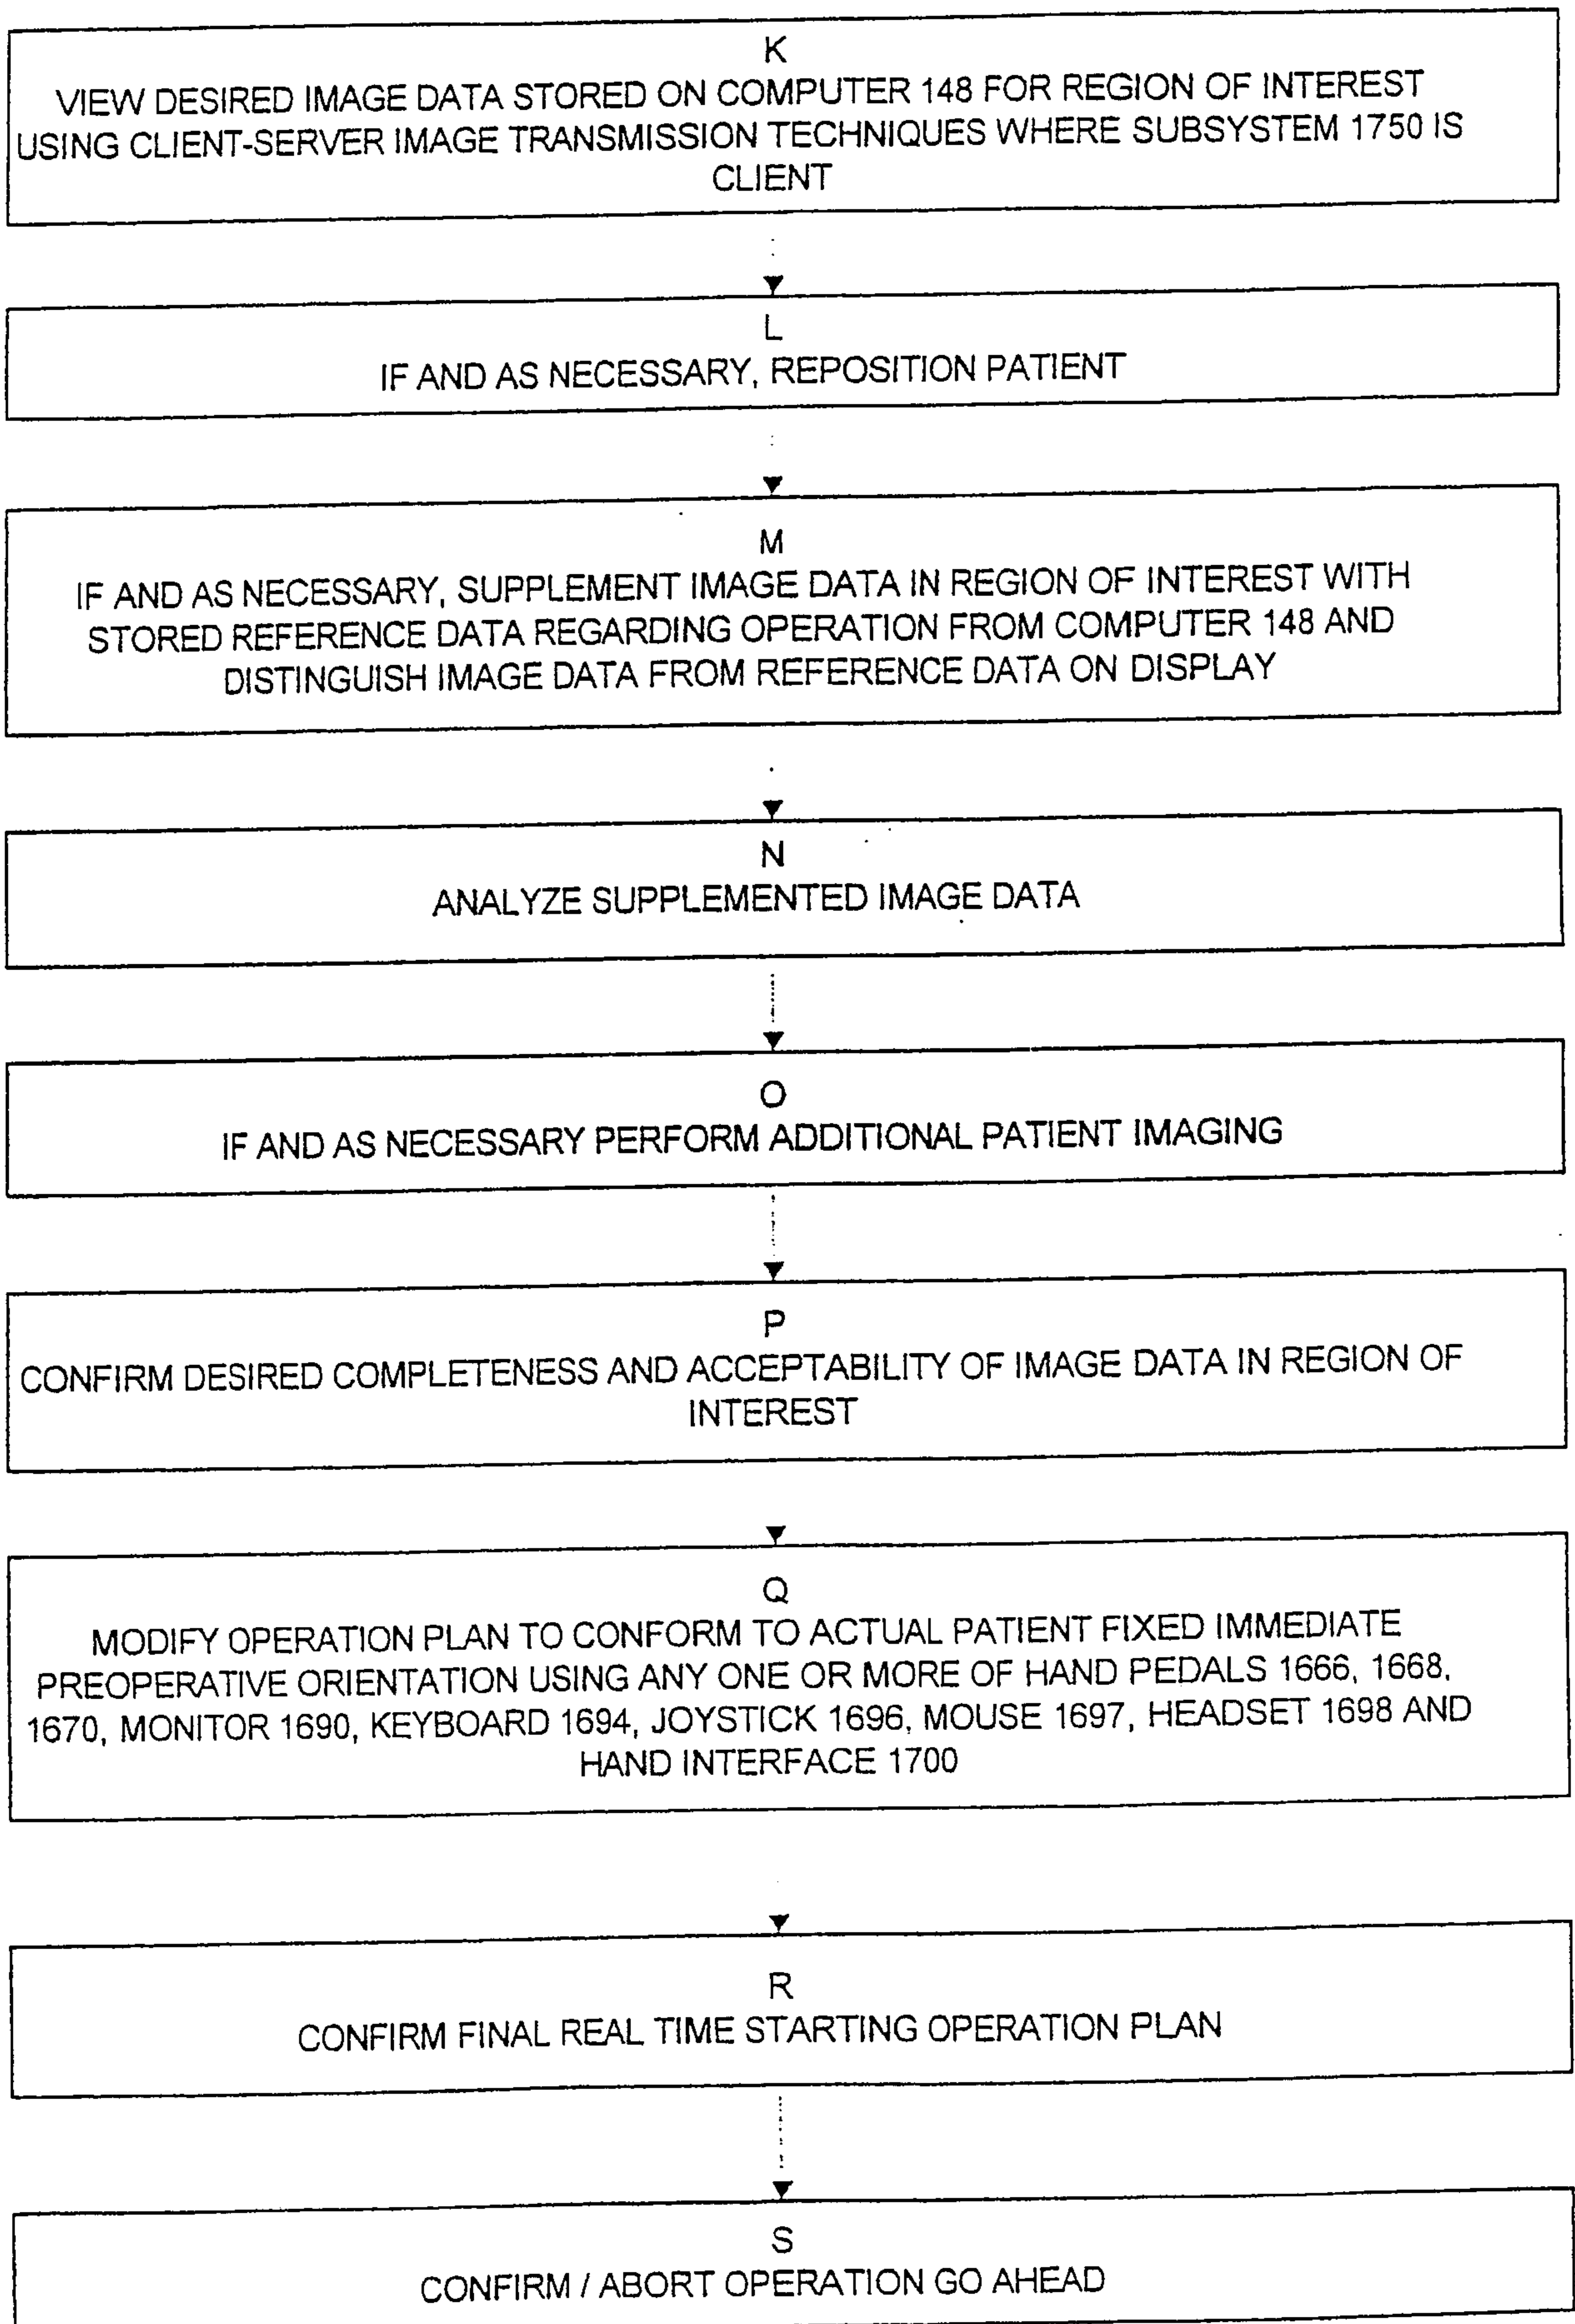 K
VIEW DESIRED IMAGE DATA STORED ON COMPUTER 148 FOR REGION OF INTEREST
USING CLIENT-SERVER IMAGE TRANSMISSION TECHNIQUES WHERE SUBSYSTEM 1750 IS
CLIENT
L
IF AND AS NECESSARY, REPOSITION PATIENT
M
IF AND AS NECESSARY, SUPPLEMENT IMAGE DATA IN REGION OF INTEREST WITH
STORED REFERENCE DATA REGARDING OPERATION FROM COMPUTER 148 AND
DISTINGUISH IMAGE DATA FROM REFERENCE DATA ON DISPLAY
N
ANALYZE SUPPLEMENTED IMAGE DATA
O
IF AND AS NECESSARY PERFORM ADDITIONAL PATIENT IMAGING
P
CONFIRM DESIRED COMPLETENESS AND ACCEPTABILITY OF IMAGE DATA IN REGION OF
INTEREST
Q
MODIFY OPERATION PLAN TO CONFORM TO ACTUAL PATIENT FIXED IMMEDIATE
PREOPERATIVE ORIENTATION USING ANY ONE OR MORE OF HAND PEDALS 1666, 1668,
1670, MONITOR 1690, KEYBOARD 1694, JOYSTICK 1696, MOUSE 1697, HEADSET 1698 AND
HAND INTERFACE 1700
R
CONFIRM FINAL REAL TIME STARTING OPERATION PLAN
S
CONFIRM / ABORT OPERATION GO AHEAD